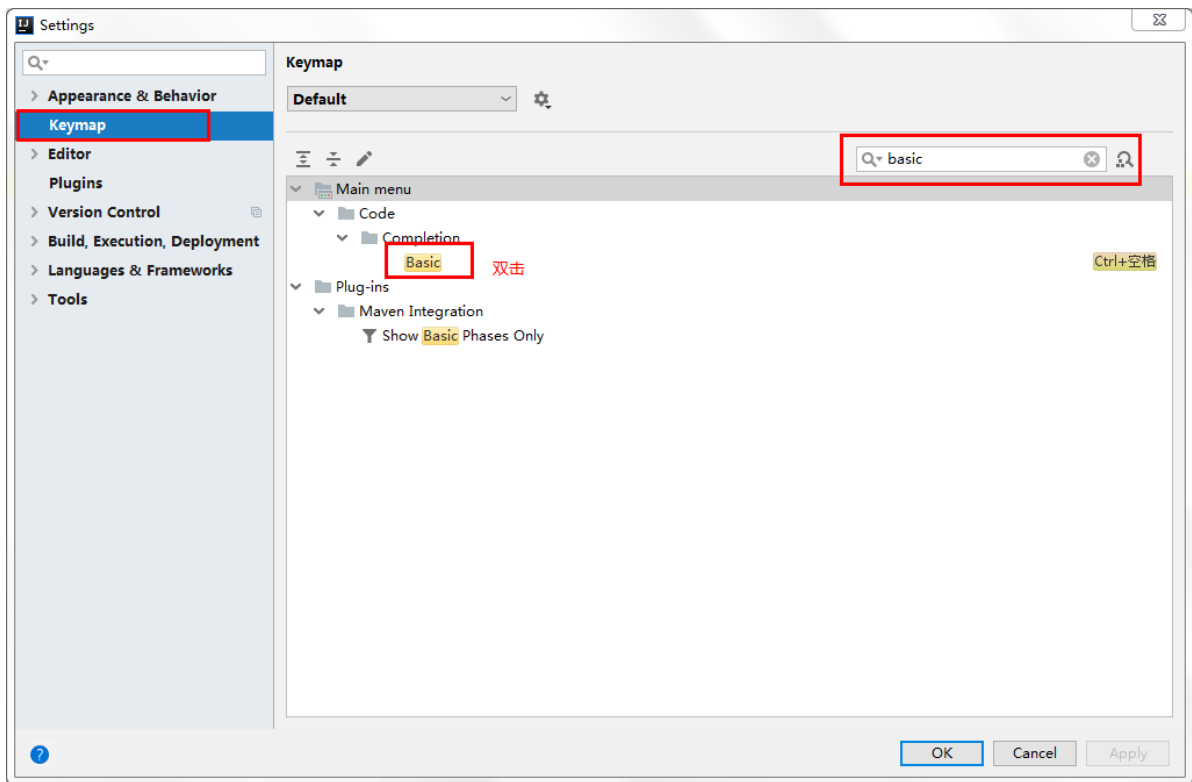 Settings
Appearance & Behavior
Keymap
Editor
Plugins
Version Control
Build, Execution, Deployment
Languages & Frameworks
Tools
Keymap
Default
basic
Main menu
Code
Completion
Basic 双击 Ctrl+空格
Plug-ins
Maven Integration
Show Basic Phases Only
? OK Cancel Apply